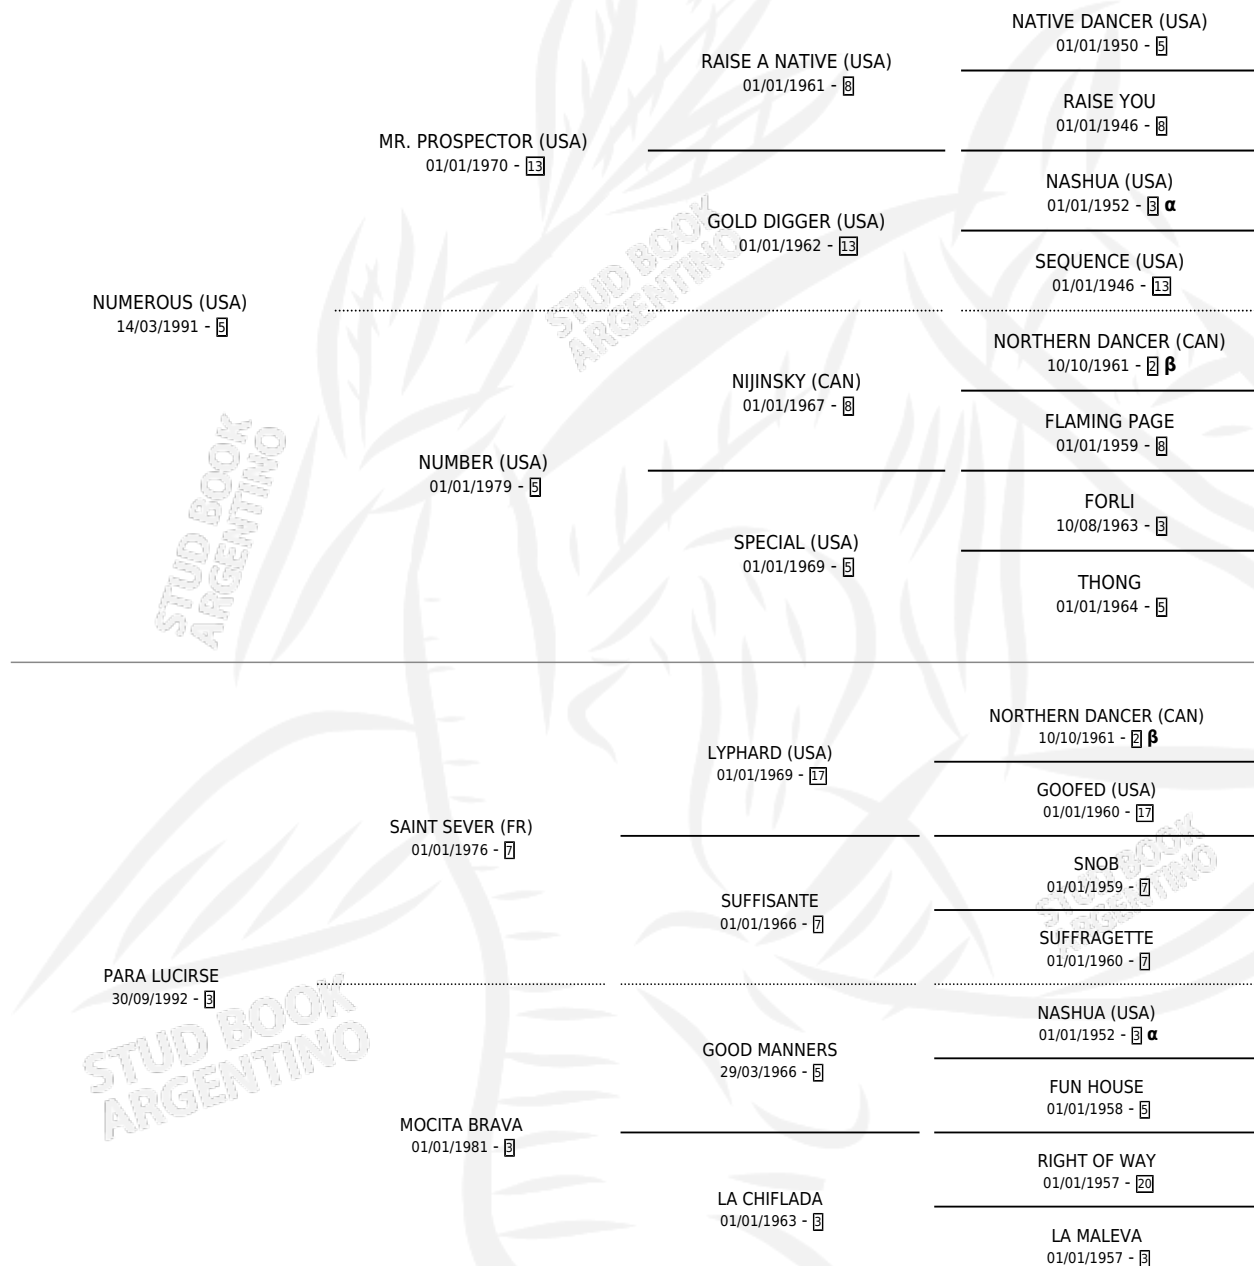 NATIVE DANCER (USA)
01/01/1950 - 5
RAISE A NATIVE (USA)
01/01/1961 - 8
RAISE YOU
01/01/1946 - 8
MR. PROSPECTOR (USA)
01/01/1970 - 13
NASHUA (USA)
01/01/1952 - 3 α
GOLD DIGGER (USA)
01/01/1962 - 13
SEQUENCE (USA)
01/01/1946 - 13
NUMEROUS (USA)
14/03/1991 - 5
NORTHERN DANCER (CAN)
10/10/1961 - 2 β
NIJINSKY (CAN)
01/01/1967 - 8
FLAMING PAGE
01/01/1959 - 8
NUMBER (USA)
01/01/1979 - 5
FORLI
10/08/1963 - 3
SPECIAL (USA)
01/01/1969 - 5
THONG
01/01/1964 - 5
NORTHERN DANCER (CAN)
10/10/1961 - 2 β
LYPHARD (USA)
01/01/1969 - 17
GOOFED (USA)
01/01/1960 - 17
SAINT SEVER (FR)
01/01/1976 - 7
SNOB
01/01/1959 - 7
SUFFISANTE
01/01/1966 - 7
SUFFRAGETTE
01/01/1960 - 7
PARA LUCIRSE
30/09/1992 - 3
NASHUA (USA)
01/01/1952 - 3 α
GOOD MANNERS
29/03/1966 - 5
FUN HOUSE
01/01/1958 - 5
MOCITA BRAVA
01/01/1981 - 3
RIGHT OF WAY
01/01/1957 - 20
LA CHIFLADA
01/01/1963 - 3
LA MALEVA
01/01/1957 - 3
STUD BOOK
ARGENTINO
STUD BOOK
ARGENTINO
STUD BOOK
ARGENTINO
STUD BOOK
ARGENTINO